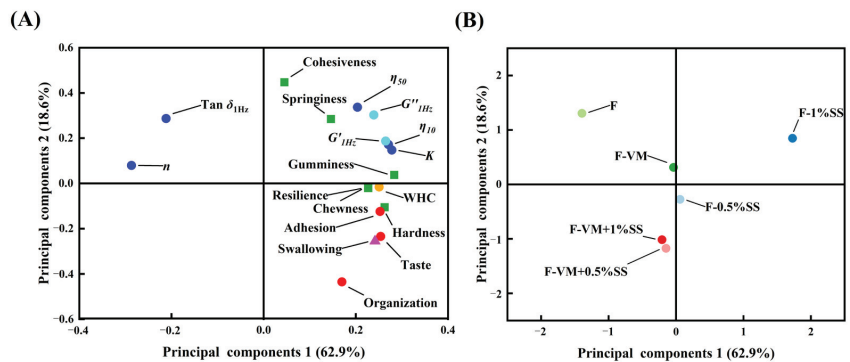 (A)
Principal components 2 (18.6%)
0.6
0.4
0.2
0.0
−0.2
−0.4
−0.6
−0.4
−0.2
0.0
0.2
0.4
Principal components 1 (62.9%)
Cohesiveness
η50
Tan δ1Hz
Springiness
G''1Hz
G'1Hz
η10
n
K
Gumminess
Resilience
WHC
Chewness
Adhesion
Hardness
Swallowing
Taste
Organization
(B)
Principal components 2 (18.6%)
2
1
0
−1
−2
−2
−1
0
1
2
Principal components 1 (62.9%)
F
F-1%SS
F-VM
F-0.5%SS
F-VM+1%SS
F-VM+0.5%SS